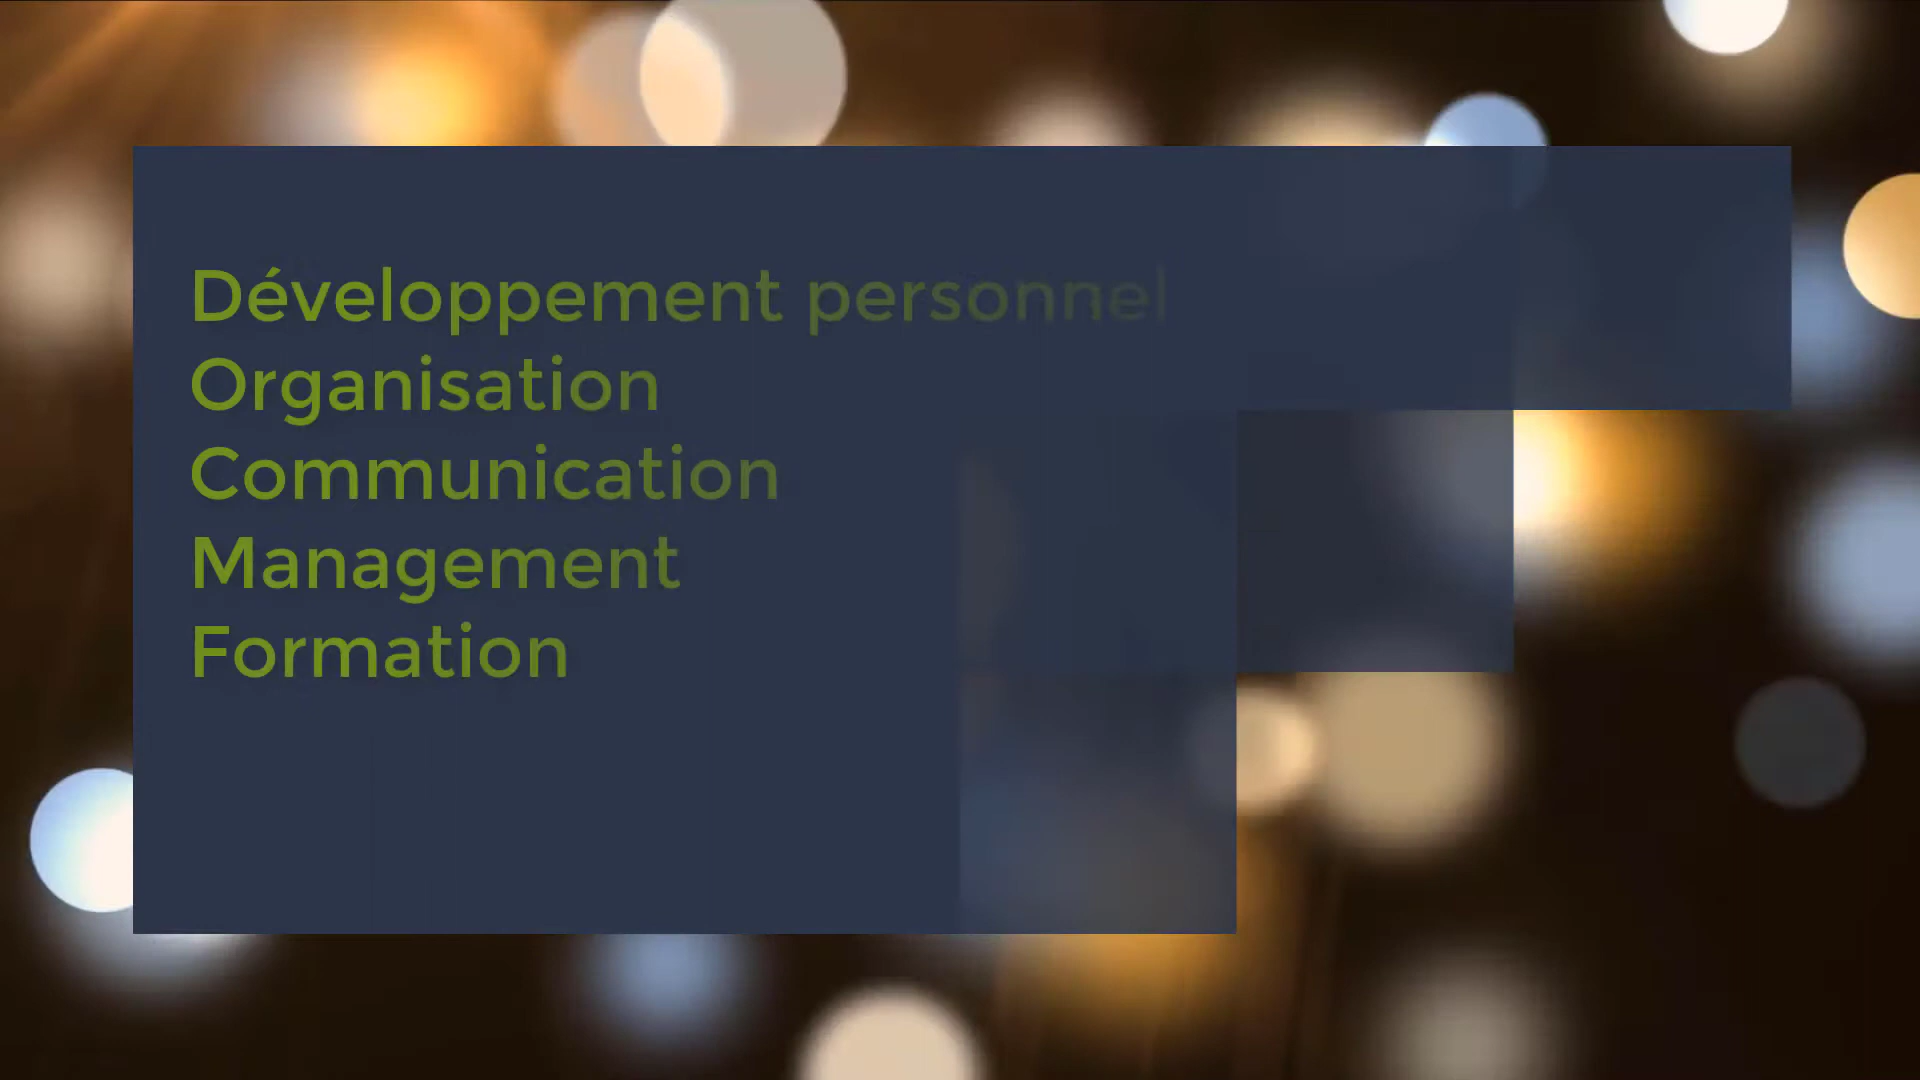 Développement personnel
Organisation
Communication
Management
Formation